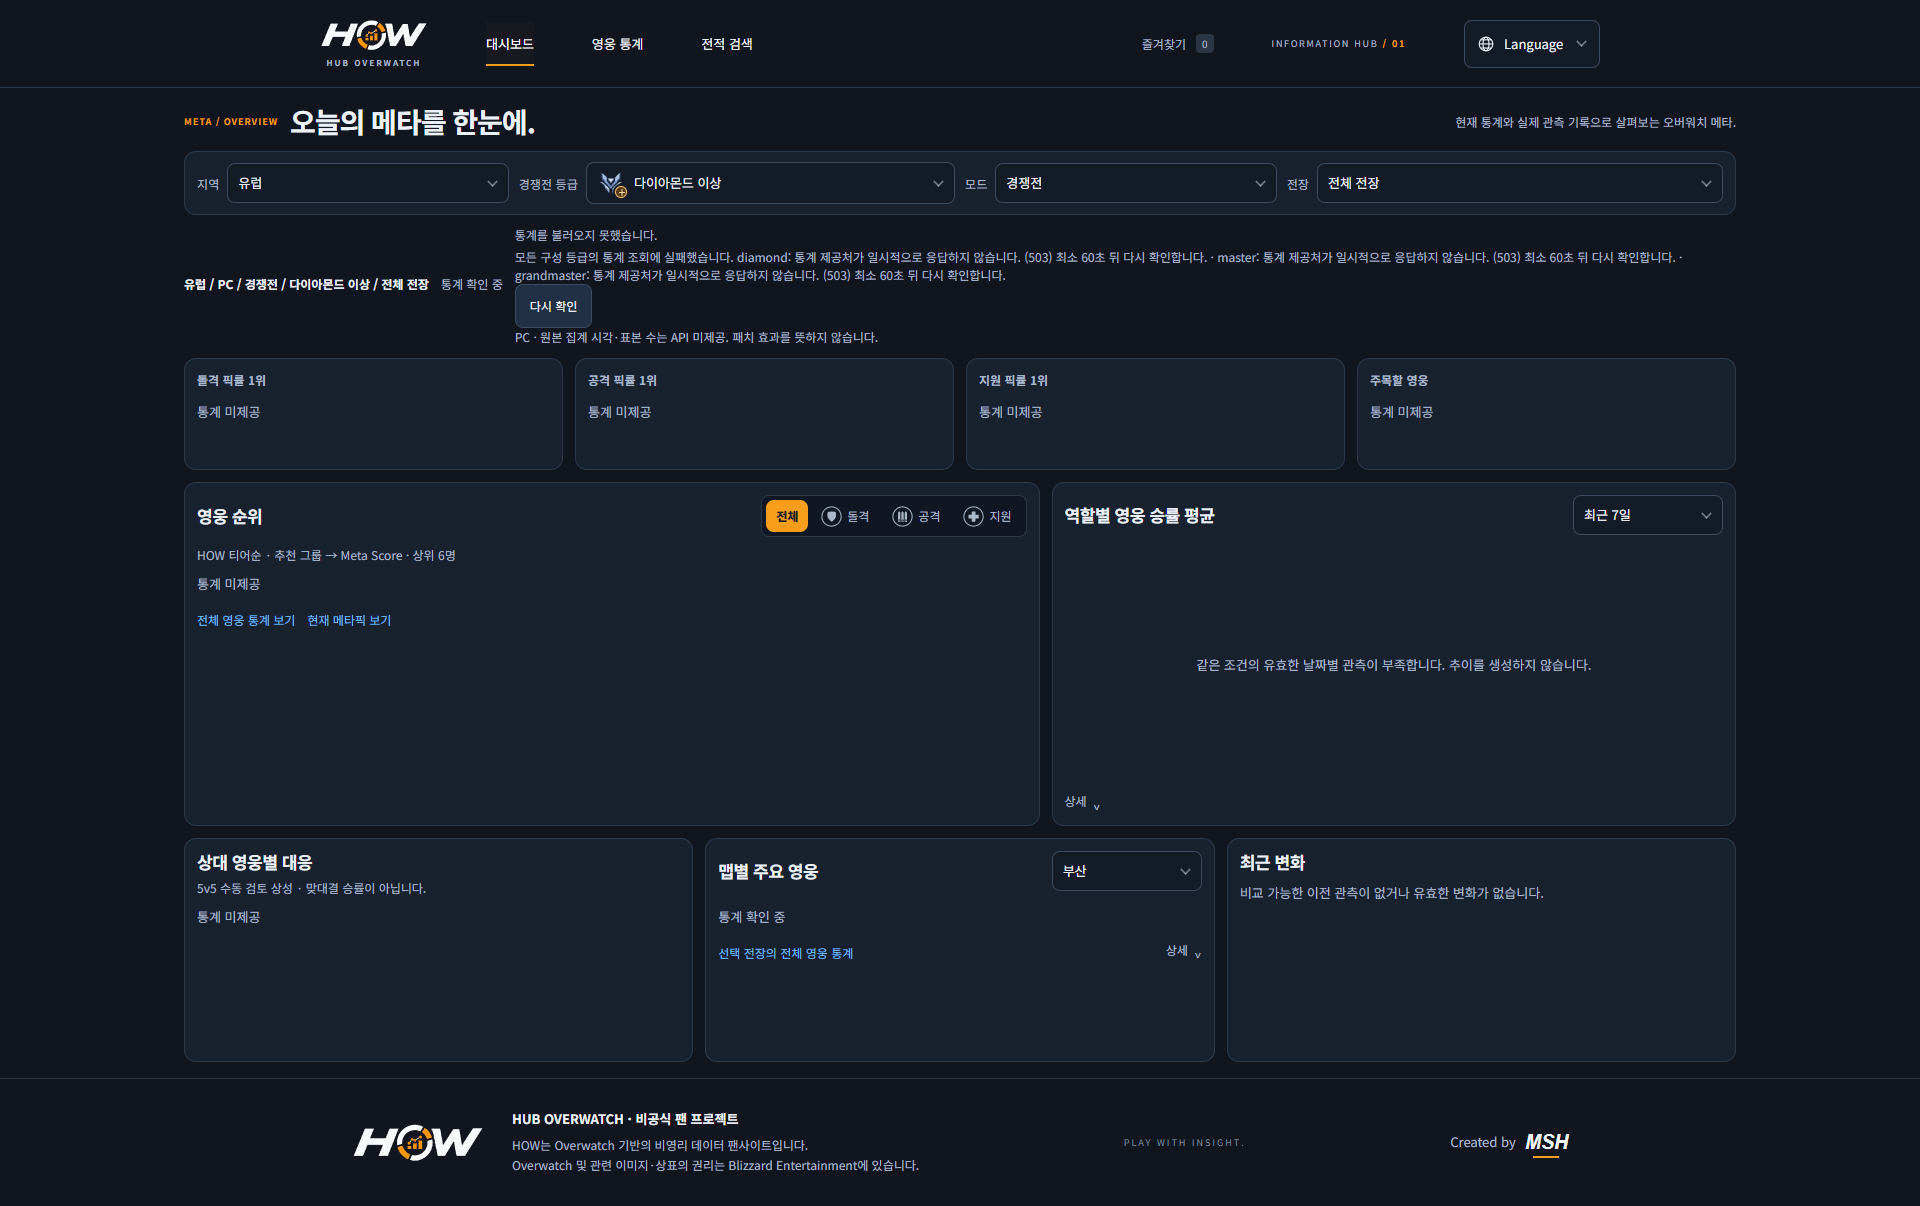 HOW
HUB OVERWATCH
대시보드
영웅 통계
전적 검색
즐겨찾기 0
INFORMATION HUB / 01
Language
META / OVERVIEW
오늘의 메타를 한눈에.
현재 통계와 실제 관측 기록으로 살펴보는 오버워치 메타.
지역
유럽
경쟁전 등급
다이아몬드 이상
모드
경쟁전
전장
전체 전장
유럽 / PC / 경쟁전 / 다이아몬드 이상 / 전체 전장
통계 확인 중
통계를 불러오지 못했습니다.
모든 구성 등급의 통계 조회에 실패했습니다. diamond: 통계 제공처가 일시적으로 응답하지 않습니다. (503) 최소 60초 뒤 다시 확인합니다. · master: 통계 제공처가 일시적으로 응답하지 않습니다. (503) 최소 60초 뒤 다시 확인합니다. ·
grandmaster: 통계 제공처가 일시적으로 응답하지 않습니다. (503) 최소 60초 뒤 다시 확인합니다.
다시 확인
PC · 원본 집계 시각·표본 수는 API 미제공. 패치 효과를 뜻하지 않습니다.
돌격 픽률 1위
통계 미제공
공격 픽률 1위
통계 미제공
지원 픽률 1위
통계 미제공
주목할 영웅
통계 미제공
영웅 순위
전체
돌격
공격
지원
HOW 티어순 · 추천 그룹 → Meta Score · 상위 6명
통계 미제공
전체 영웅 통계 보기
현재 메타픽 보기
역할별 영웅 승률 평균
최근 7일
같은 조건의 유효한 날짜별 관측이 부족합니다. 추이를 생성하지 않습니다.
상세
상대 영웅별 대응
5v5 수동 검토 상성 · 맞대결 승률이 아닙니다.
통계 미제공
맵별 주요 영웅
부산
통계 확인 중
선택 전장의 전체 영웅 통계
상세
최근 변화
비교 가능한 이전 관측이 없거나 유효한 변화가 없습니다.
HOW
HUB OVERWATCH · 비공식 팬 프로젝트
HOW는 Overwatch 기반의 비영리 데이터 팬사이트입니다.
Overwatch 및 관련 이미지·상표의 권리는 Blizzard Entertainment에 있습니다.
PLAY WITH INSIGHT.
Created by MSH